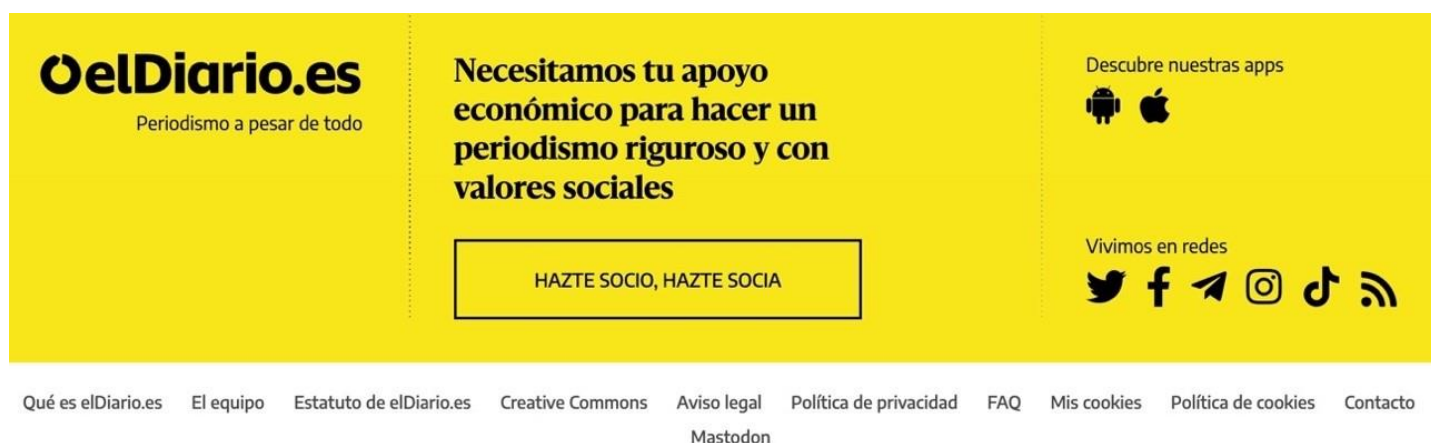 elDiario.es
Periodismo a pesar de todo
Necesitamos tu apoyo
económico para hacer un
periodismo riguroso y con
valores sociales
HAZTE SOCIO, HAZTE SOCIA
Descubre nuestras apps
Vivimos en redes
Qué es elDiario.es El equipo Estatuto de elDiario.es Creative Commons Aviso legal Política de privacidad FAQ Mis cookies Política de cookies Contacto
Mastodon